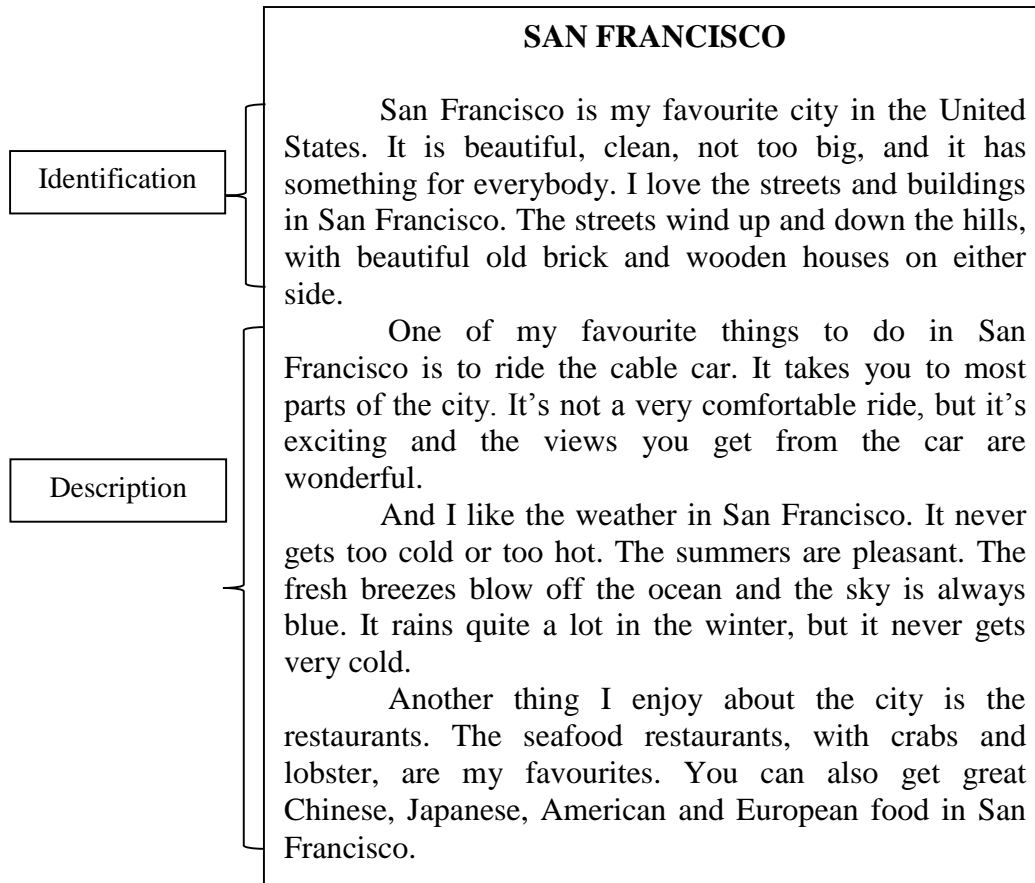 SAN FRANCISCO
San Francisco is my favourite city in the United
States. It is beautiful, clean, not too big, and it has
something for everybody. I love the streets and buildings
in San Francisco. The streets wind up and down the hills,
with beautiful old brick and wooden houses on either
side.
Identification
One of my favourite things to do in San
Francisco is to ride the cable car. It takes you to most
parts of the city. It’s not a very comfortable ride, but it’s
exciting and the views you get from the car are
wonderful.
And I like the weather in San Francisco. It never
gets too cold or too hot. The summers are pleasant. The
fresh breezes blow off the ocean and the sky is always
blue. It rains quite a lot in the winter, but it never gets
very cold.
Another thing I enjoy about the city is the
restaurants. The seafood restaurants, with crabs and
lobster, are my favourites. You can also get great
Chinese, Japanese, American and European food in San
Francisco.
Description